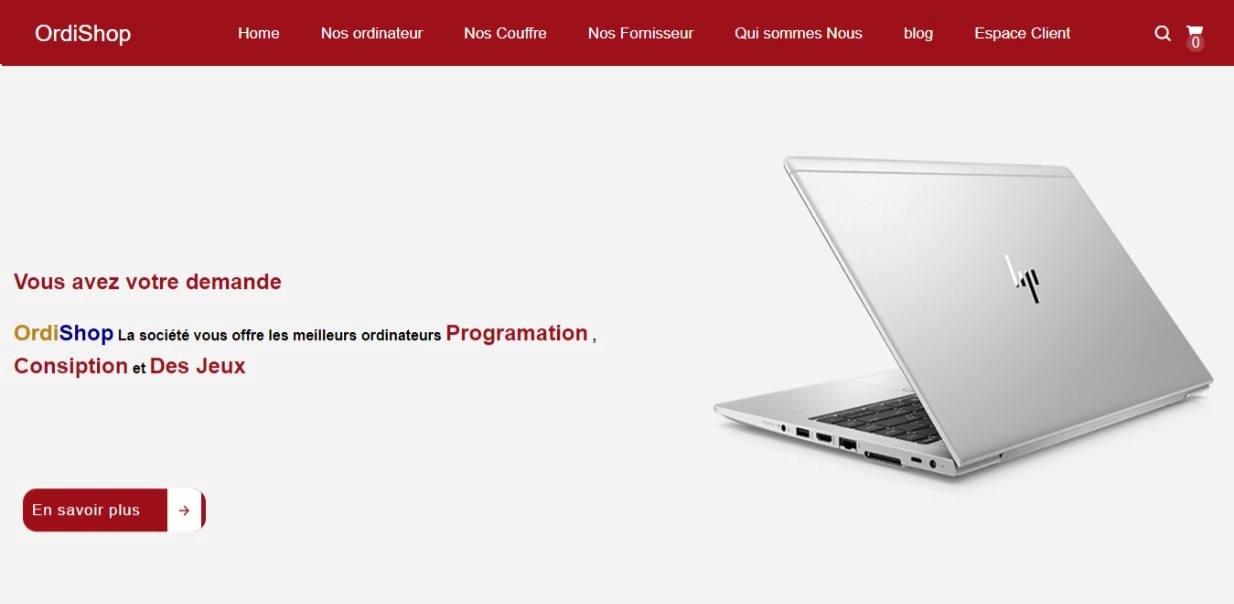 OrdiShop Home Nos ordinateur Nos Couffre Nos Fornisseur Qui sommes Nous blog Espace Client 0
Vous avez votre demande
OrdiShop La société vous offre les meilleurs ordinateurs Programation ,
Consiption et Des Jeux
En savoir plus →